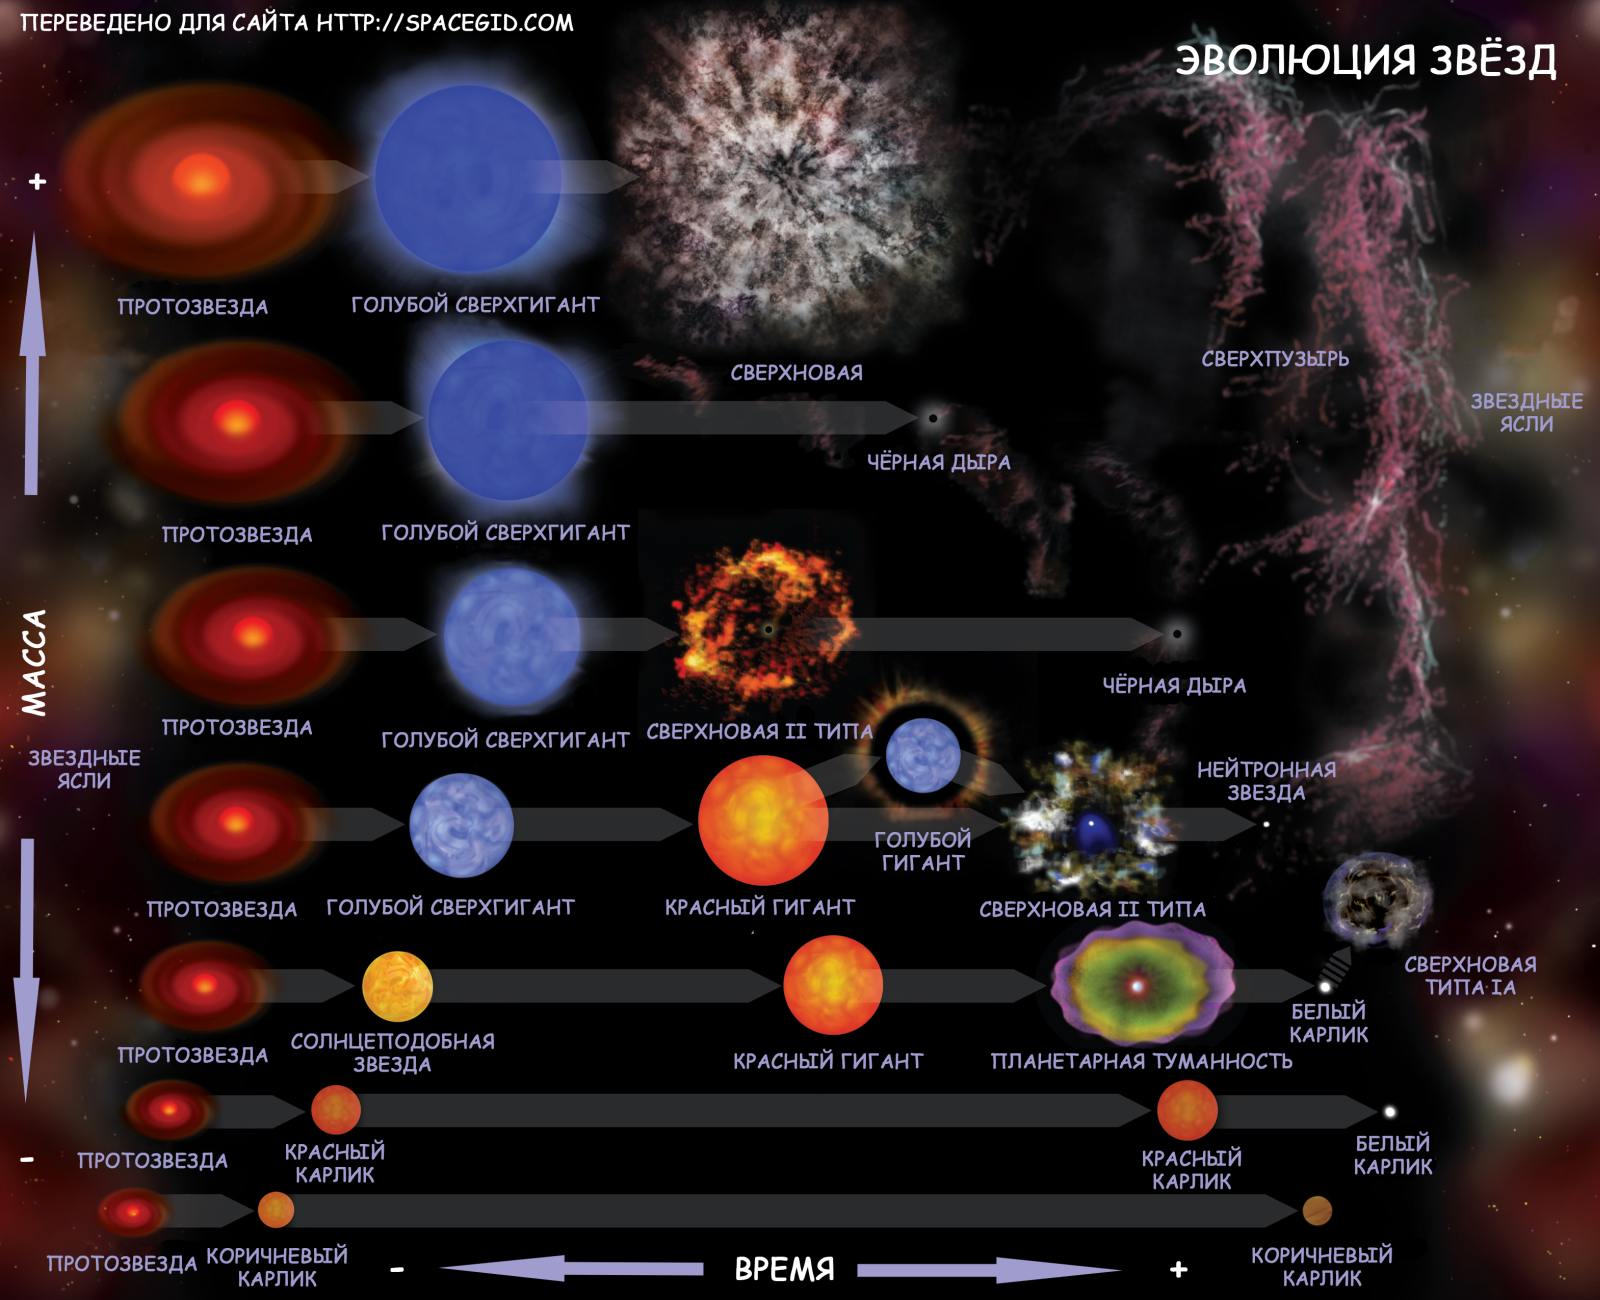 ПЕРЕВЕДЕНО ДЛЯ САЙТА HTTP://SPACEGID.COM
ЭВОЛЮЦИЯ ЗВЁЗД
+
ПРОТОЗВЕЗДА
ГОЛУБОЙ СВЕРХГИГАНТ
СВЕРХНОВАЯ
СВЕРХПУЗЫРЬ
ЗВЕЗДНЫЕ
ЯСЛИ
ЧЁРНАЯ ДЫРА
ПРОТОЗВЕЗДА
ГОЛУБОЙ СВЕРХГИГАНТ
МАССА
ЧЁРНАЯ ДЫРА
ПРОТОЗВЕЗДА
ГОЛУБОЙ СВЕРХГИГАНТ
СВЕРХНОВАЯ II ТИПА
ЗВЕЗДНЫЕ
ЯСЛИ
НЕЙТРОННАЯ
ЗВЕЗДА
ГОЛУБОЙ
ГИГАНТ
ПРОТОЗВЕЗДА
ГОЛУБОЙ СВЕРХГИГАНТ
КРАСНЫЙ ГИГАНТ
СВЕРХНОВАЯ II ТИПА
СВЕРХНОВАЯ
ТИПА IA
БЕЛЫЙ
КАРЛИК
ПРОТОЗВЕЗДА
СОЛНЦЕПОДОБНАЯ
ЗВЕЗДА
КРАСНЫЙ ГИГАНТ
ПЛАНЕТАРНАЯ ТУМАННОСТЬ
-
ПРОТОЗВЕЗДА
КРАСНЫЙ
КАРЛИК
КРАСНЫЙ
КАРЛИК
БЕЛЫЙ
КАРЛИК
ПРОТОЗВЕЗДА
КОРИЧНЕВЫЙ
КАРЛИК
-
ВРЕМЯ
+
КОРИЧНЕВЫЙ
КАРЛИК